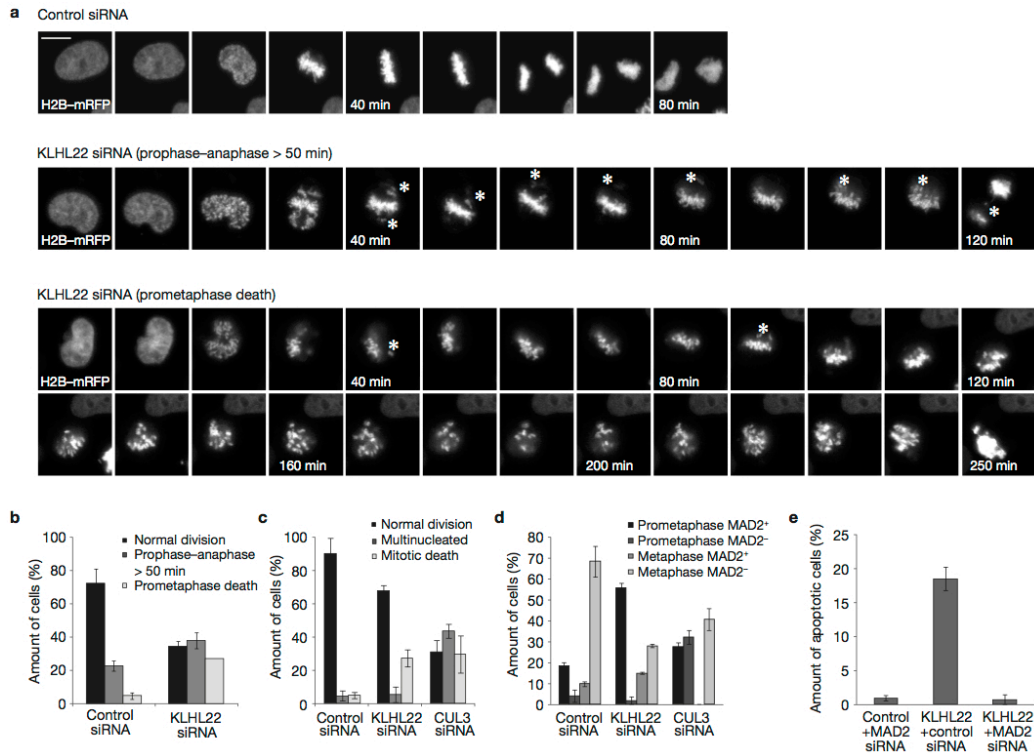 a
Control siRNA
H2B–mRFP
40 min
80 min
KLHL22 siRNA (prophase–anaphase > 50 min)
*
*
*
*
*
*
*
*
*
H2B–mRFP
40 min
80 min
120 min
KLHL22 siRNA (prometaphase death)
*
*
H2B–mRFP
40 min
80 min
120 min
160 min
200 min
250 min
b
Amount of cells (%)
100
80
60
40
20
0
Normal division
Prophase–anaphase
> 50 min
Prometaphase death
Control
siRNA
KLHL22
siRNA
c
Amount of cells (%)
100
80
60
40
20
0
Normal division
Multinucleated
Mitotic death
Control
siRNA
KLHL22
siRNA
CUL3
siRNA
d
Amount of cells (%)
80
70
60
50
40
30
20
10
0
Prometaphase MAD2⁺
Prometaphase MAD2⁻
Metaphase MAD2⁺
Metaphase MAD2⁻
Control
siRNA
KLHL22
siRNA
CUL3
siRNA
e
Amount of apoptotic cells (%)
25
20
15
10
5
0
Control
+MAD2
siRNA
KLHL22
+control
siRNA
KLHL22
+MAD2
siRNA